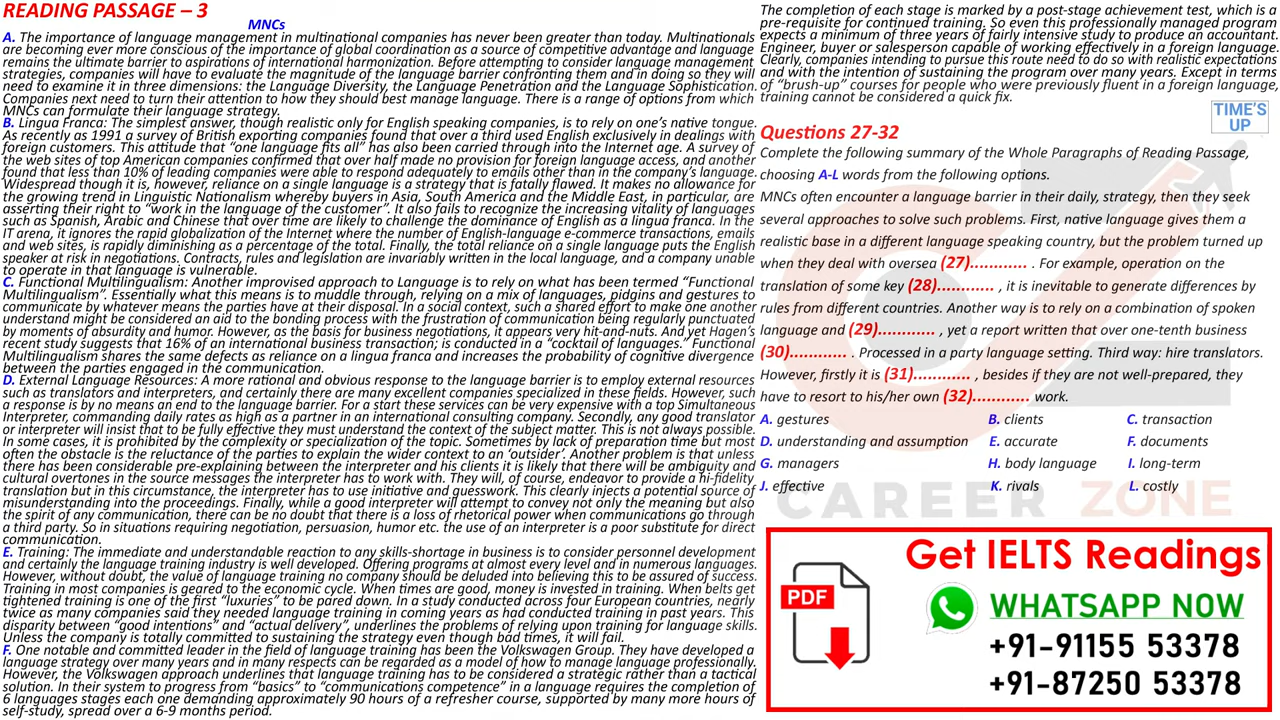 READING PASSAGE – 3
MNCs
A. The importance of language management in multinational companies has never been greater than today. Multinationals
are becoming ever more conscious of the importance of global coordination as a source of competitive advantage and language
remains the ultimate barrier to aspirations of international harmonization. Before attempting to consider language management
strategies, companies will have to evaluate the magnitude of the language barrier confronting them and in doing so they will
need to examine it in three dimensions: the Language Diversity, the Language Penetration and the Language Sophistication.
Companies next need to turn their attention to how they should best manage language. There is a range of options from which
MNCs can formulate their language strategy.
B. Lingua Franca: The simplest answer, though realistic only for English speaking companies, is to rely on one's native tongue.
As recently as 1991 a survey of British exporting companies found that over a third used English exclusively in dealings with
foreign customers. This attitude that "one language fits all" has also been carried through into the Internet age. A survey of
the web sites of top American companies confirmed that over half made no provision for foreign language access, and another
found that less than 10% of leading companies were able to respond adequately to emails other than in the company's language.
Widespread though it is, however, reliance on a single language is a strategy that is fatally flawed. It makes no allowance for
the growing trend in Linguistic Nationalism whereby buyers in Asia, South America and the Middle East, in particular, are
asserting their right to "work in the language of the customer". It also fails to recognize the increasing vitality of languages
such as Spanish, Arabic and Chinese that over time are likely to challenge the dominance of English as a lingua franca. In the
IT arena, it ignores the rapid globalization of the Internet where the number of English-language e-commerce transactions, emails
and web sites, is rapidly diminishing as a percentage of the total. Finally, the total reliance on a single language puts the English
speaker at risk in negotiations. Contracts, rules and legislation are invariably written in the local language, and a company unable
to operate in that language is vulnerable.
C. Functional Multilingualism: Another improvised approach to Language is to rely on what has been termed "Functional
Multilingualism". Essentially what this means is to muddle through, relying on a mix of languages, pidgins and gestures to
communicate by whatever means the parties have at their disposal. In a social context, such a shared effort to make one another
understand might be considered an aid to the bonding process with the frustration of communication being regularly punctuated
by moments of absurdity and humor. However, as the basis for business negotiations, it appears very hit-and-nuts. And yet Hagen's
recent study suggests that 16% of an international business transaction; is conducted in a "cocktail of languages." Functional
Multilingualism shares the same defects as reliance on a lingua franca and increases the probability of cognitive divergence
between the parties engaged in the communication.
D. External Language Resources: A more rational and obvious response to the language barrier is to employ external resources
such as translators and interpreters, and certainly there are many excellent companies specialized in these fields. However, such
a response is by no means an end to the language barrier. For a start these services can be very expensive with a top Simultaneous
Interpreter, commanding daily rates as high as a partner in an international consulting company. Secondly, any good translator
or interpreter will insist that to be fully effective they must understand the context of the subject matter. This is not always possible.
In some cases, it is prohibited by the complexity or specialization of the topic. Sometimes by lack of preparation time but most
often the obstacle is the reluctance of the parties to explain the wider context to an 'outsider'. Another problem is that unless
there has been considerable pre-explaining between the interpreter and his clients it is likely that there will be ambiguity and
cultural overtones in the source messages the interpreter has to work with. They will, of course, endeavor to provide a hi-fidelity
translation but in this circumstance, the interpreter has to use initiative and guesswork. This clearly injects a potential source of
misunderstanding into the proceedings. Finally, while a good interpreter will attempt to convey not only the meaning but also
the spirit of any communication, there can be no doubt that there is a loss of rhetorical power when communications go through
a third party. So in situations requiring negotiation, persuasion, humor etc. the use of an interpreter is a poor substitute for direct
communication.
E. Training: The immediate and understandable reaction to any skills-shortage in business is to consider personnel development
and certainly the language training industry is well developed. Offering programs at almost every level and in numerous languages.
However, without doubt, the value of language training no company should be deluded into believing this to be assured of success.
Training in most companies is geared to the economic cycle. When times are good, money is invested in training. When belts get
tightened training is one of the first "luxuries" to be pared down. In a study conducted across four European countries, nearly
twice as many companies said they needed language training in coming years as had conducted training in past years. This
disparity between "good intentions" and "actual delivery", underlines the problems of relying upon training for language skills.
Unless the company is totally committed to sustaining the strategy even though bad times, it will fail.
F. One notable and committed leader in the field of language training has been the Volkswagen Group. They have developed a
language strategy over many years and in many respects can be regarded as a model of how to manage language professionally.
However, the Volkswagen approach underlines that language training has to be considered a strategic rather than a tactical
solution. In their system to progress from "basics" to "communications competence" in a language requires the completion of
6 languages stages each one demanding approximately 90 hours of a refresher course, supported by many more hours of
self-study, spread over a 6-9 months period.
The completion of each stage is marked by a post-stage achievement test, which is a
pre-requisite for continued training. So even this professionally managed program
expects a minimum of three years of fairly intensive study to produce an accountant.
Engineer, buyer or salesperson capable of working effectively in a foreign language.
Clearly, companies intending to pursue this route need to do so with realistic expectations
and with the intention of sustaining the program over many years. Except in terms
of "brush-up" courses for people who were previously fluent in a foreign language,
training cannot be considered a quick fix.
TIME'S
UP
Questions 27-32
Complete the following summary of the Whole Paragraphs of Reading Passage,
choosing A-L words from the following options.
MNCs often encounter a language barrier in their daily, strategy, then they seek
several approaches to solve such problems. First, native language gives them a
realistic base in a different language speaking country, but the problem turned up
when they deal with oversea (27)............ . For example, operation on the
translation of some key (28)............ , it is inevitable to generate differences by
rules from different countries. Another way is to rely on combination of spoken
language and (29)............ , yet a report written that over one-tenth business
(30)............ . Processed in a party language setting. Third way: hire translators.
However, firstly it is (31)............ , besides if they are not well-prepared, they
have to resort to his/her own (32)............ work.
A. gestures B. clients C. transaction
D. understanding and assumption E. accurate F. documents
G. managers H. body language I. long-term
J. effective K. rivals L. costly
CAREER ZONE
Get IELTS Readings
PDF
WHATSAPP NOW
+91-91155 53378
+91-87250 53378